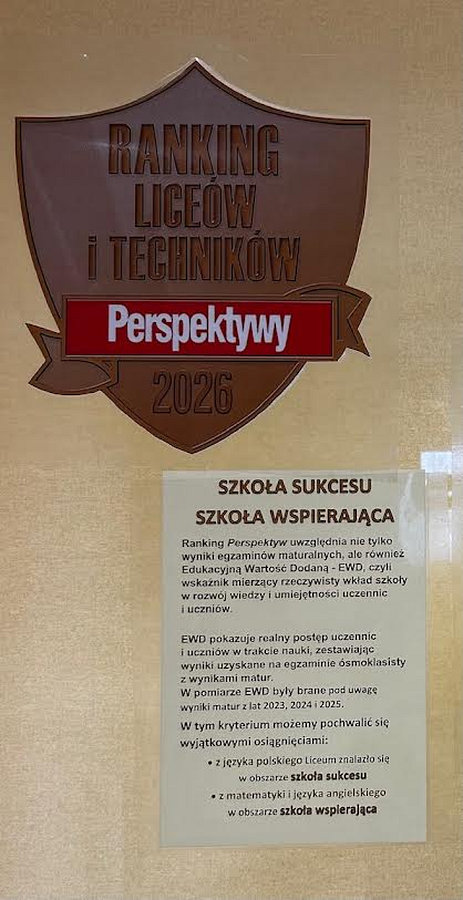 RANKING
LICEÓW
i TECHNIKÓW
Perspektywy
2026
SZKOŁA SUKCESU
SZKOŁA WSPIERAJĄCA
Ranking Perspektyw uwzględnia nie tylko
wyniki egzaminów maturalnych, ale również
Edukacyjną Wartość Dodaną - EWD, czyli
wskaźnik mierzący rzeczywisty wkład szkoły
w rozwój wiedzy i umiejętności uczennic
i uczniów.
EWD pokazuje realny postęp uczennic
i uczniów w trakcie nauki, zestawiając
wyniki uzyskane na egzaminie ósmoklasisty
z wynikami matur.
W pomiarze EWD były brane pod uwagę
wyniki matur z lat 2023, 2024 i 2025.
W tym kryterium możemy pochwalić się
wyjątkowymi osiągnięciami:
• z języka polskiego Liceum znalazło się
w obszarze szkoła sukcesu
• z matematyki i języka angielskiego
w obszarze szkoła wspierająca